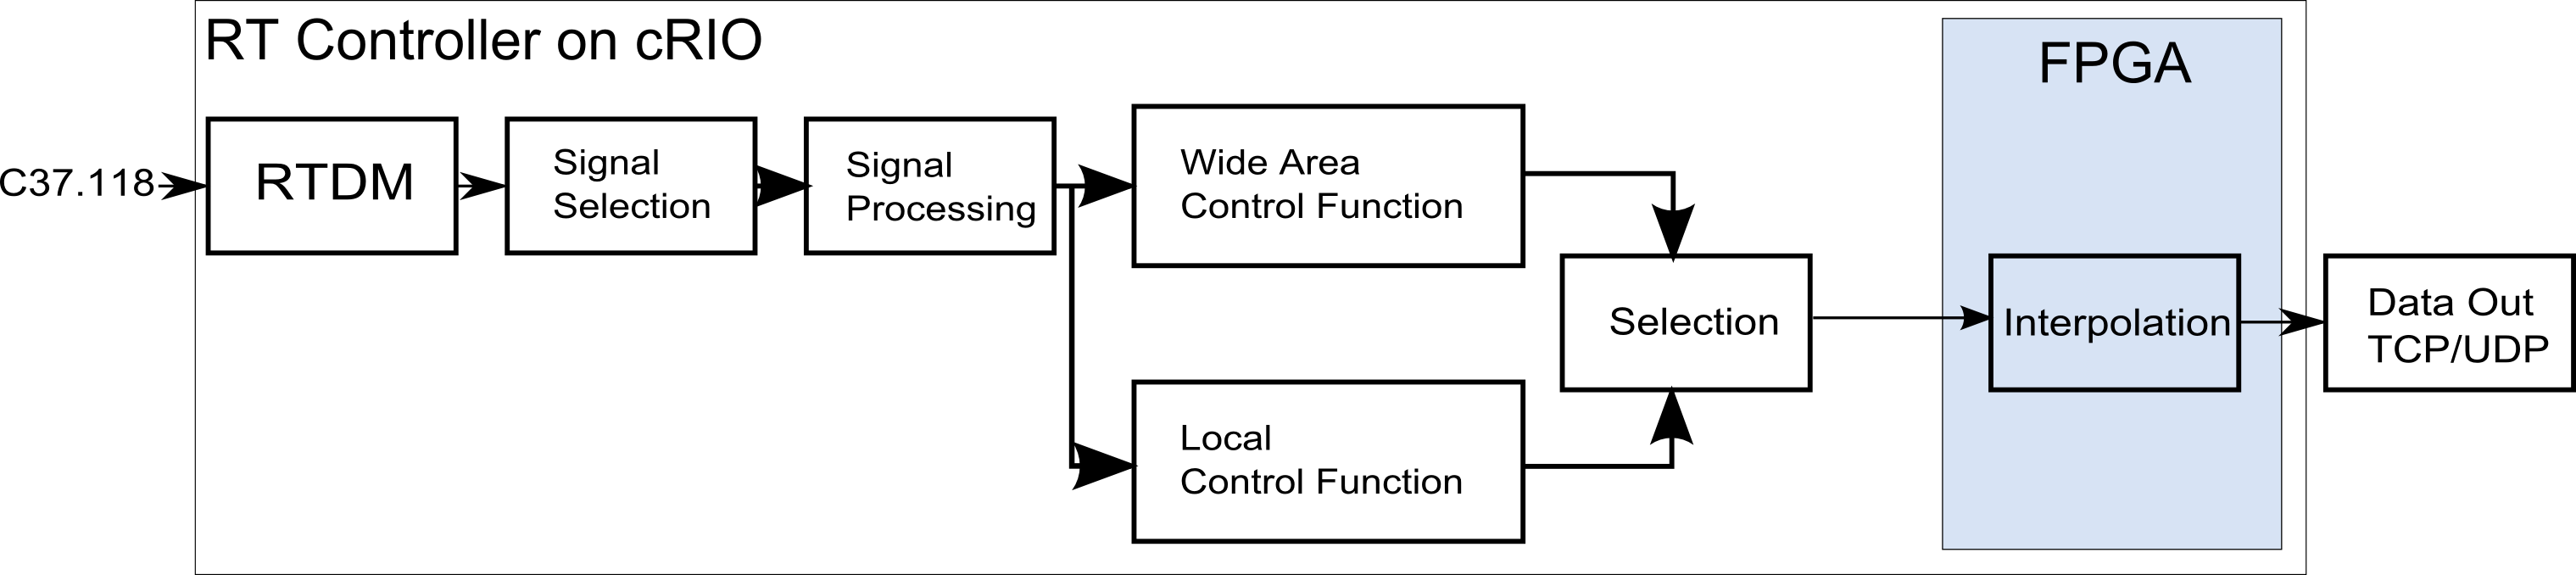 RT Controller on cRIO
FPGA
C37.118
RTDM
Signal
Selection
Signal
Processing
Wide Area
Control Function
Local
Control Function
Selection
Interpolation
Data Out
TCP/UDP